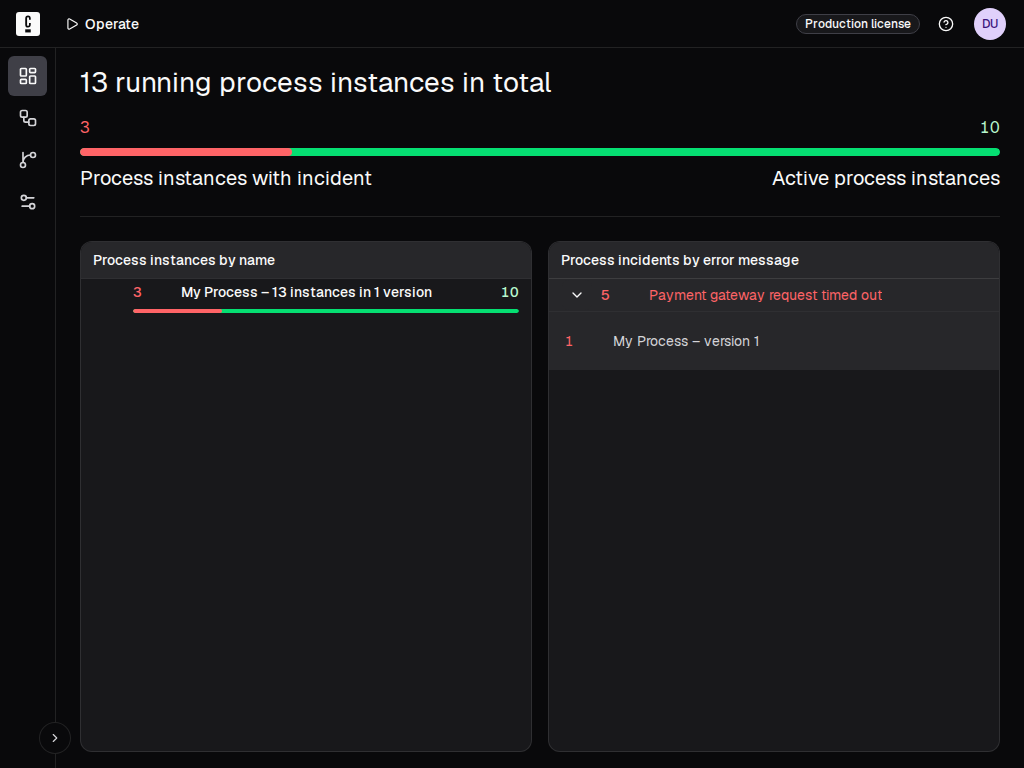 Operate
Production license
DU
13 running process instances in total
3
10
Process instances with incident
Active process instances
Process instances by name
3
My Process – 13 instances in 1 version
10
Process incidents by error message
5
Payment gateway request timed out
1
My Process – version 1